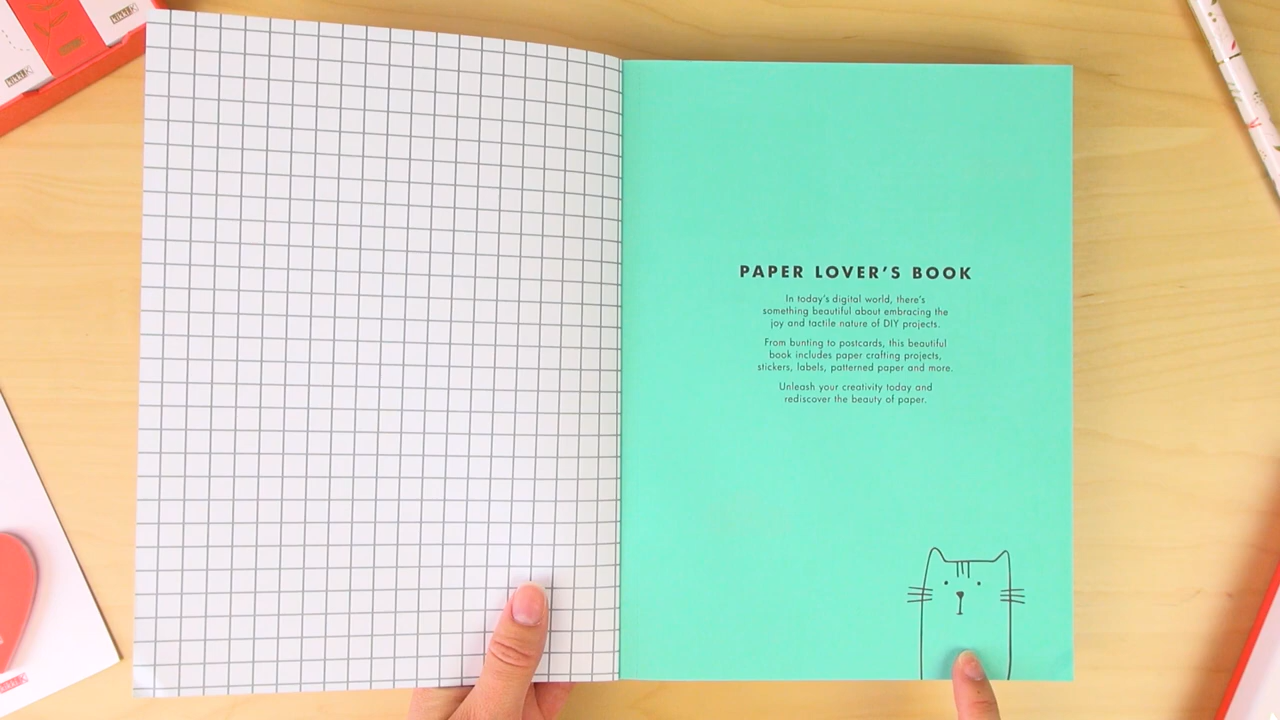 kikki.K
kikki.K
PAPER LOVER'S BOOK
In today's digital world, there's
something beautiful about embracing the
joy and tactile nature of DIY projects.
From bunting to postcards, this beautiful
book includes paper crafting projects,
stickers, labels, patterned paper and more.
Unleash your creativity today and
rediscover the beauty of paper.